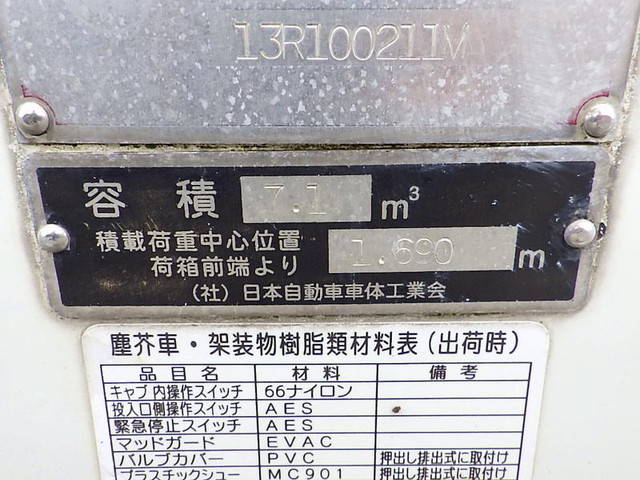 13R100211M
容積 7.1 m³
積載荷重中心位置
荷箱前端より 1.690 m
(社)日本自動車車体工業会
塵芥車・架装物樹脂類材料表(出荷時)
品目名 材料 備考
キャブ内操作スイッチ 66ナイロン
投入口側操作スイッチ AES
緊急停止スイッチ AES
マッドガード EVAC
バルブカバー PVC 押出し排出式に取付け
プラスチックシュー MC901 押出し排出式に取付け